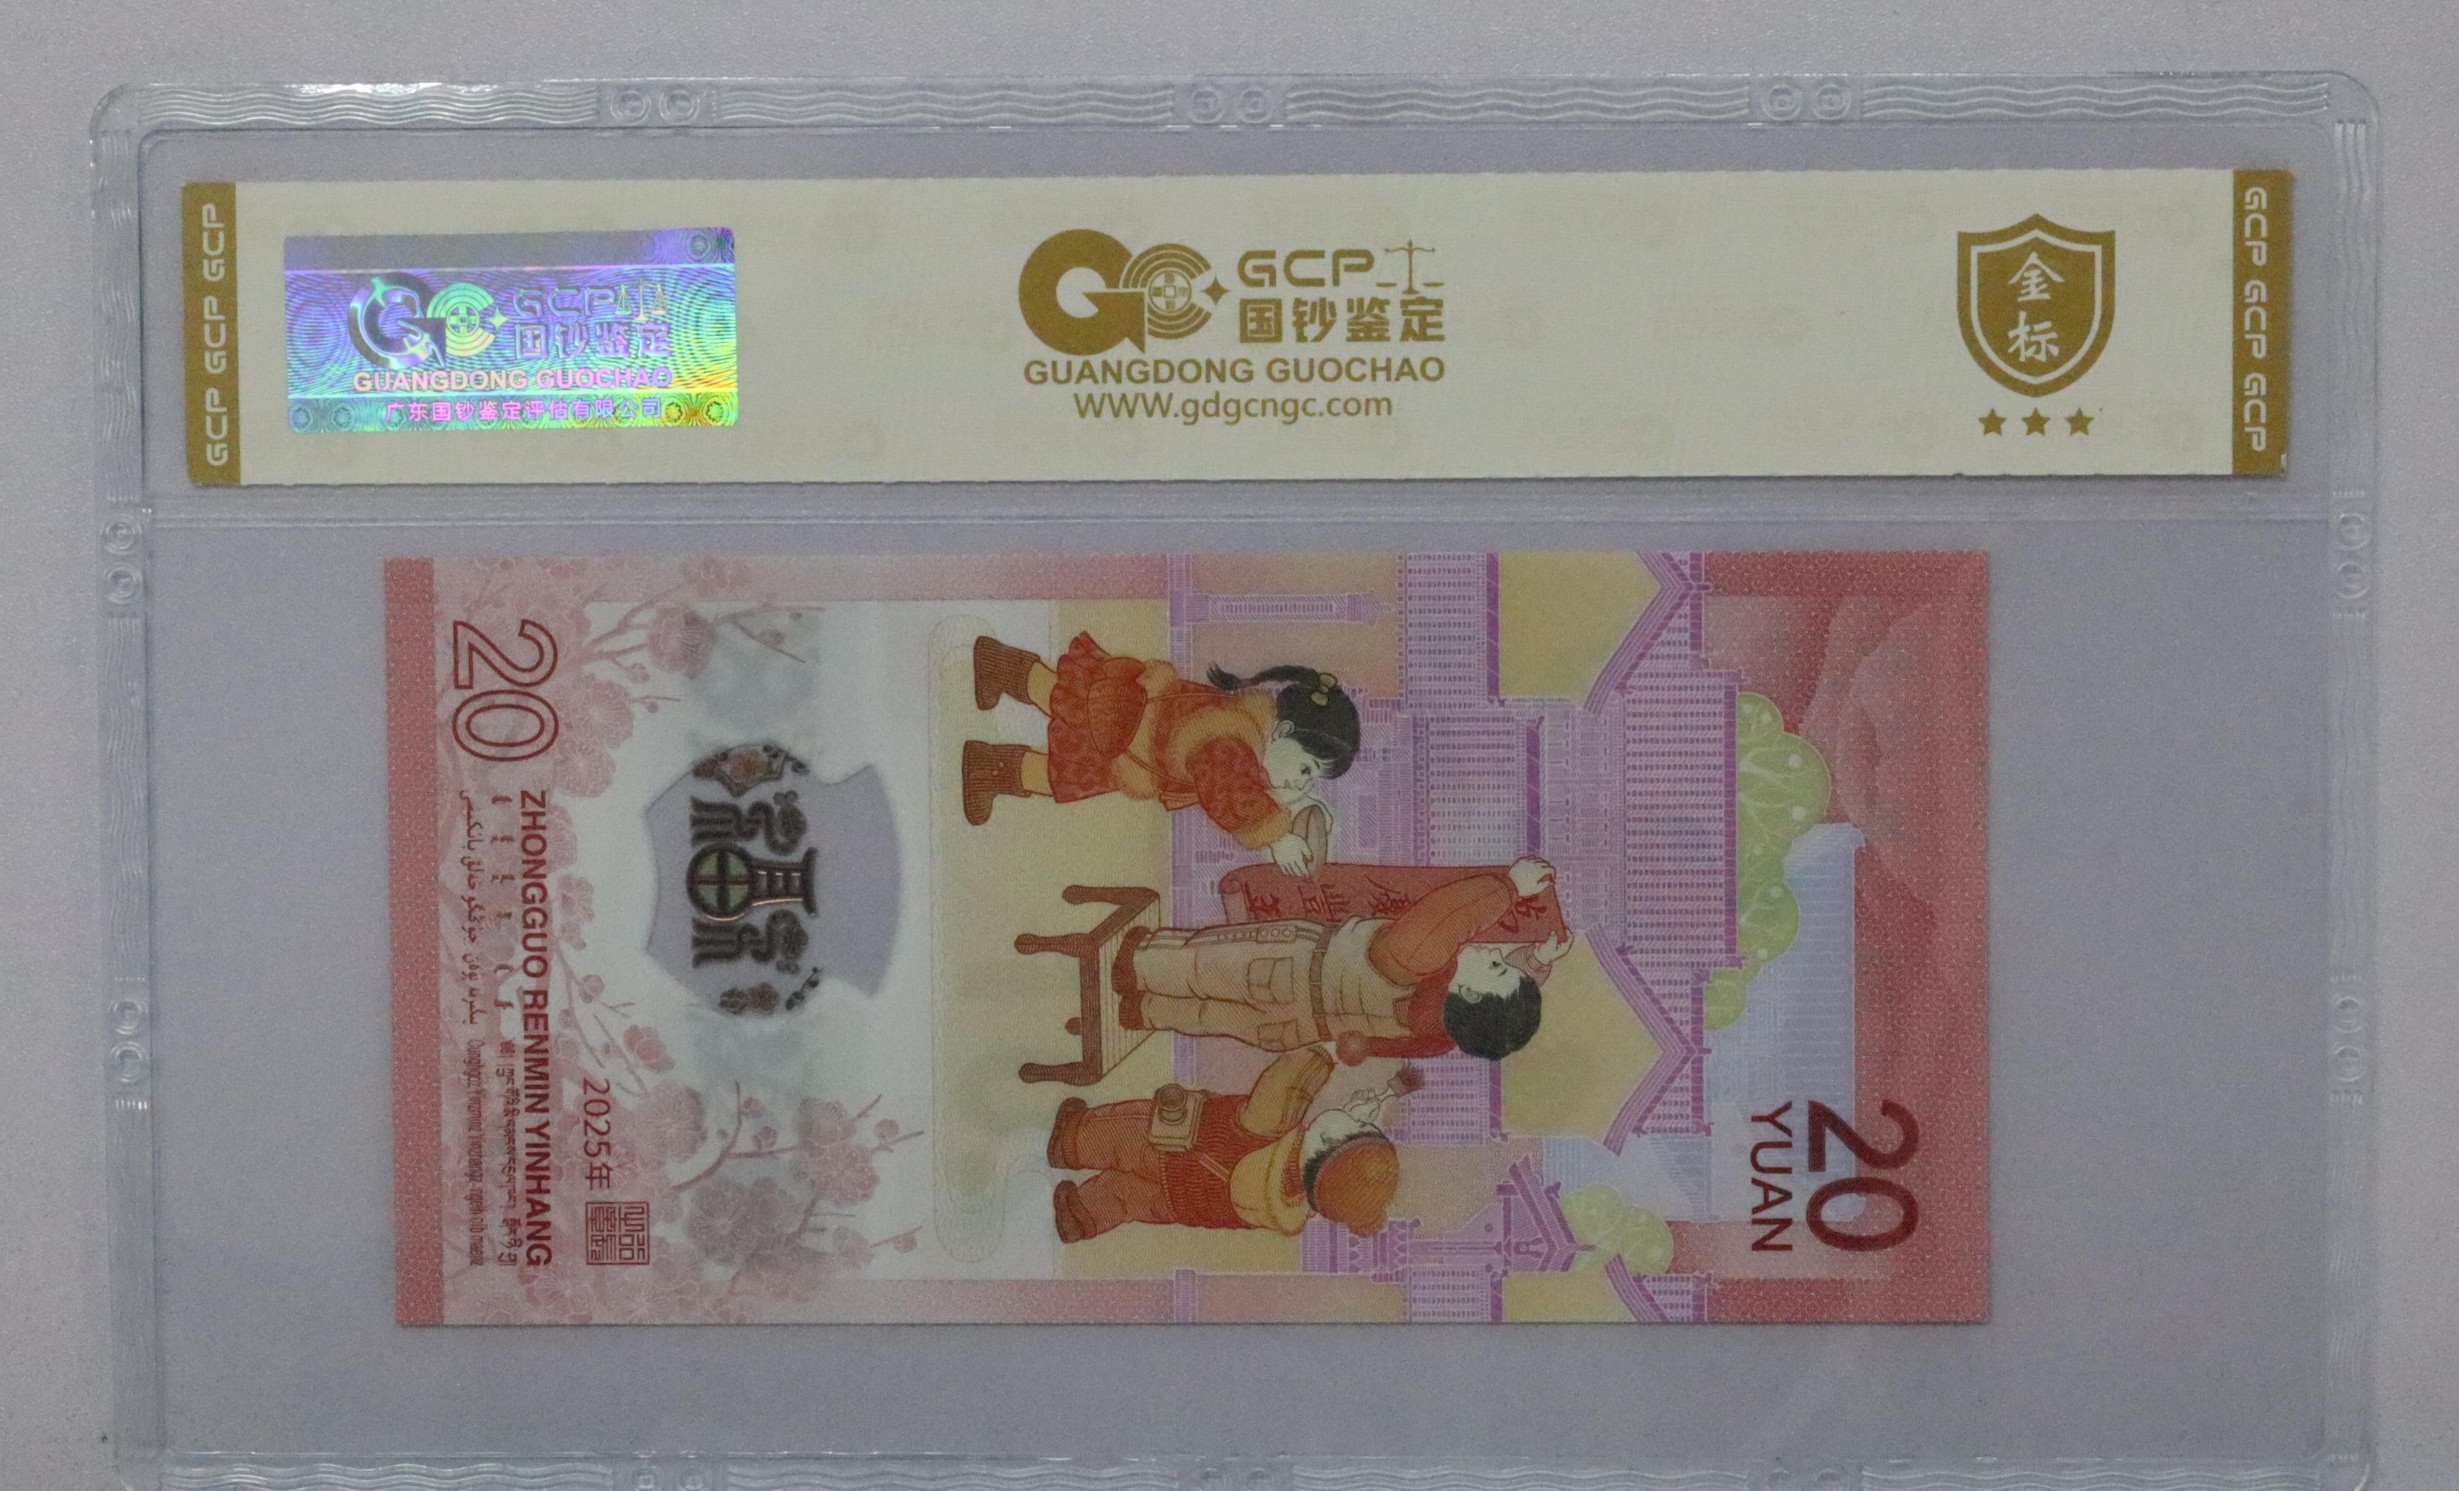 GCP GCP GCP
GCP
国钞鉴定
GUANGDONG GUOCHAO
广东国钞鉴定评估有限公司
GCP
国钞鉴定
GUANGDONG GUOCHAO
WWW.gdgcngc.com
金
标
GCP GCP GCP
20
YUAN
2025年
ZHONGGUO RENMIN YINHANG
20